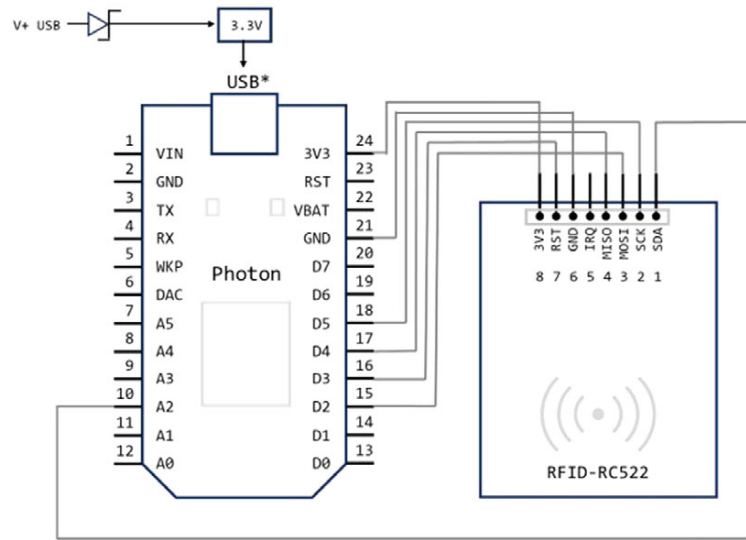 V+ USB
3.3V
USB*
1 VIN 3V3 24
2 GND RST 23
3 TX VBAT 22
4 RX GND 21
5 WKP D7 20
6 DAC D6 19
7 A5 D5 18
8 A4 D4 17
9 A3 D3 16
10 A2 D2 15
11 A1 D1 14
12 A0 D0 13
Photon
3V3 RST GND IRQ MISO MOSI SCK SDA
8 7 6 5 4 3 2 1
RFID-RC522